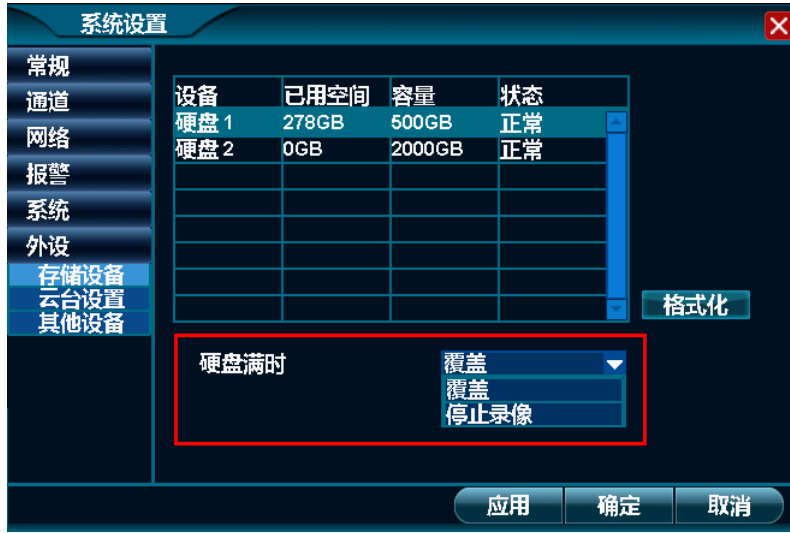 系统设置
常规
通道
网络
报警
系统
外设
存储设备
云台设置
其他设备
设备 已用空间 容量 状态
硬盘 1 278GB 500GB 正常
硬盘 2 0GB 2000GB 正常
格式化
硬盘满时 覆盖
覆盖
停止录像
应用 确定 取消